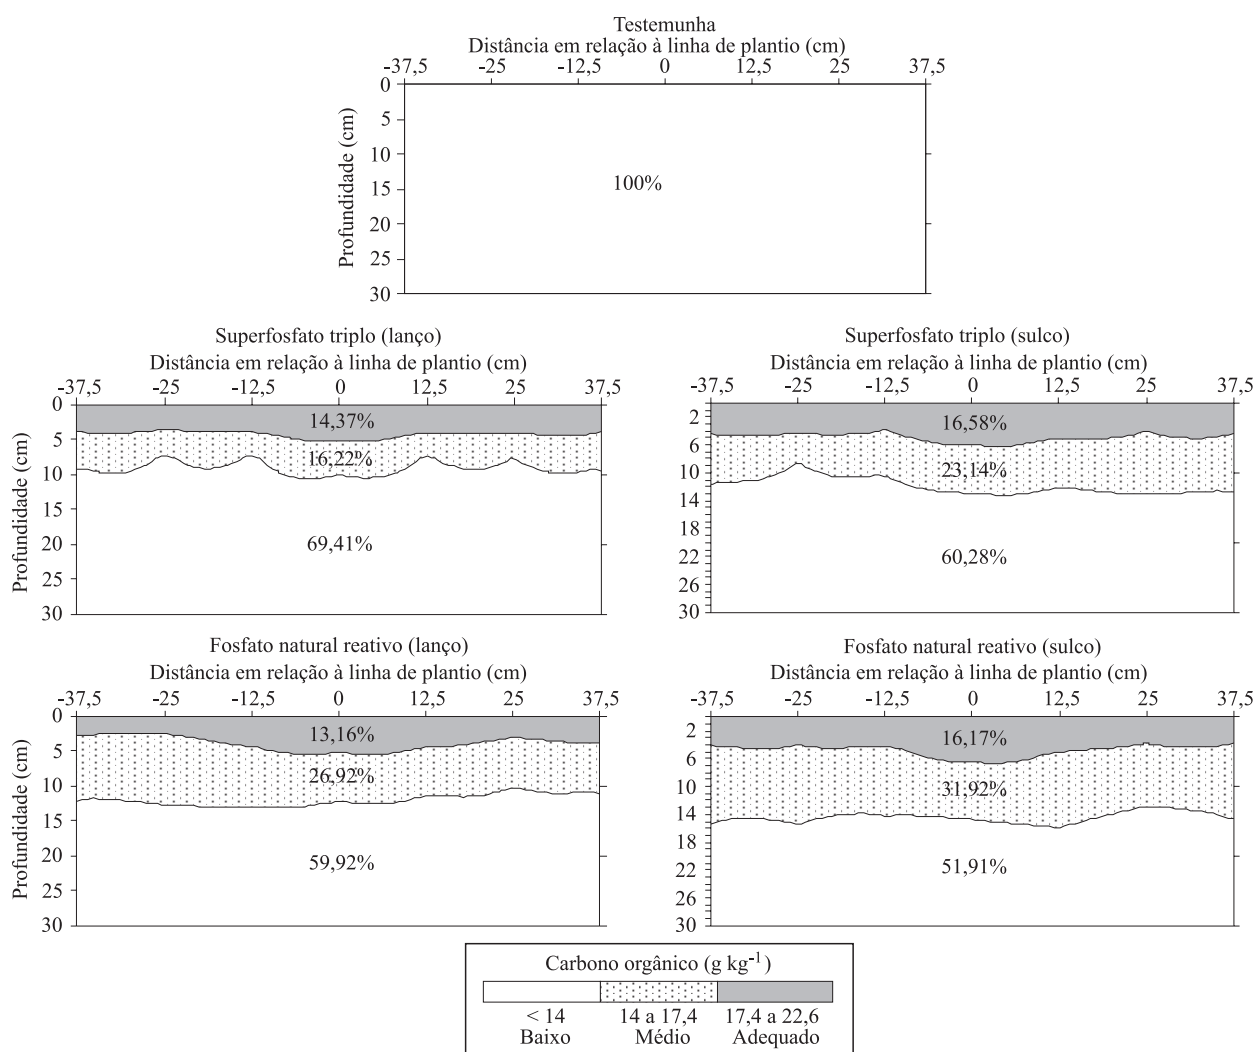 Testemunha
Distância em relação à linha de plantio (cm)
-37,5 -25 -12,5 0 12,5 25 37,5
Profundidade (cm)
0
5
10
15
20
25
30
100%
Superfosfato triplo (lanço)
Distância em relação à linha de plantio (cm)
-37,5 -25 -12,5 0 12,5 25 37,5
Profundidade (cm)
0
5
10
15
20
25
30
14,37%
16,22%
69,41%
Superfosfato triplo (sulco)
Distância em relação à linha de plantio (cm)
-37,5 -25 -12,5 0 12,5 25 37,5
2
6
10
14
18
22
26
30
16,58%
23,14%
60,28%
Fosfato natural reativo (lanço)
Distância em relação à linha de plantio (cm)
-37,5 -25 -12,5 0 12,5 25 37,5
Profundidade (cm)
0
5
10
15
20
25
30
13,16%
26,92%
59,92%
Fosfato natural reativo (sulco)
Distância em relação à linha de plantio (cm)
-37,5 -25 -12,5 0 12,5 25 37,5
2
6
10
14
18
22
26
30
16,17%
31,92%
51,91%
Carbono orgânico (g kg⁻¹)
< 14 14 a 17,4 17,4 a 22,6
Baixo Médio Adequado